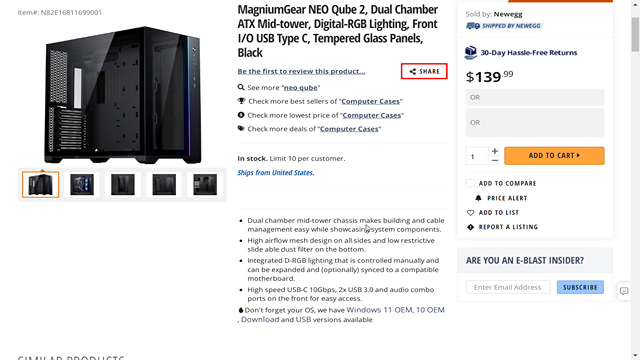 Item#: N82E16811699001
MagniumGear NEO Qube 2, Dual Chamber
ATX Mid-tower, Digital-RGB Lighting, Front
I/O USB Type C, Tempered Glass Panels,
Black
Be the first to review this product...
SHARE
See more "neo qube"
Check more best sellers of "Computer Cases"
Check more lowest price of "Computer Cases"
Check more deals of "Computer Cases"
In stock. Limit 10 per customer.
Ships from United States.
Dual chamber mid-tower chassis makes building and cable
management easy while showcasing system components.
High airflow mesh design on all sides and low restrictive
slide able dust filter on the bottom.
Integrated D-RGB lighting that is controlled manually and
can be expanded and (optionally) synced to a compatible
motherboard.
High speed USB-C 10Gbps, 2x USB 3.0 and audio combo
ports on the front for easy access.
Don't forget your OS, we have Windows 11 OEM, 10 OEM
, Download and USB versions available
Sold by: Newegg
SHIPPED BY NEWEGG
30-Day Hassle-Free Returns
$139.99
OR
OR
1
ADD TO CART
ADD TO COMPARE
PRICE ALERT
ADD TO LIST
REPORT A LISTING
ARE YOU AN E-BLAST INSIDER?
Enter Email Address
SUBSCRIBE
SIMILAR PRODUCTS